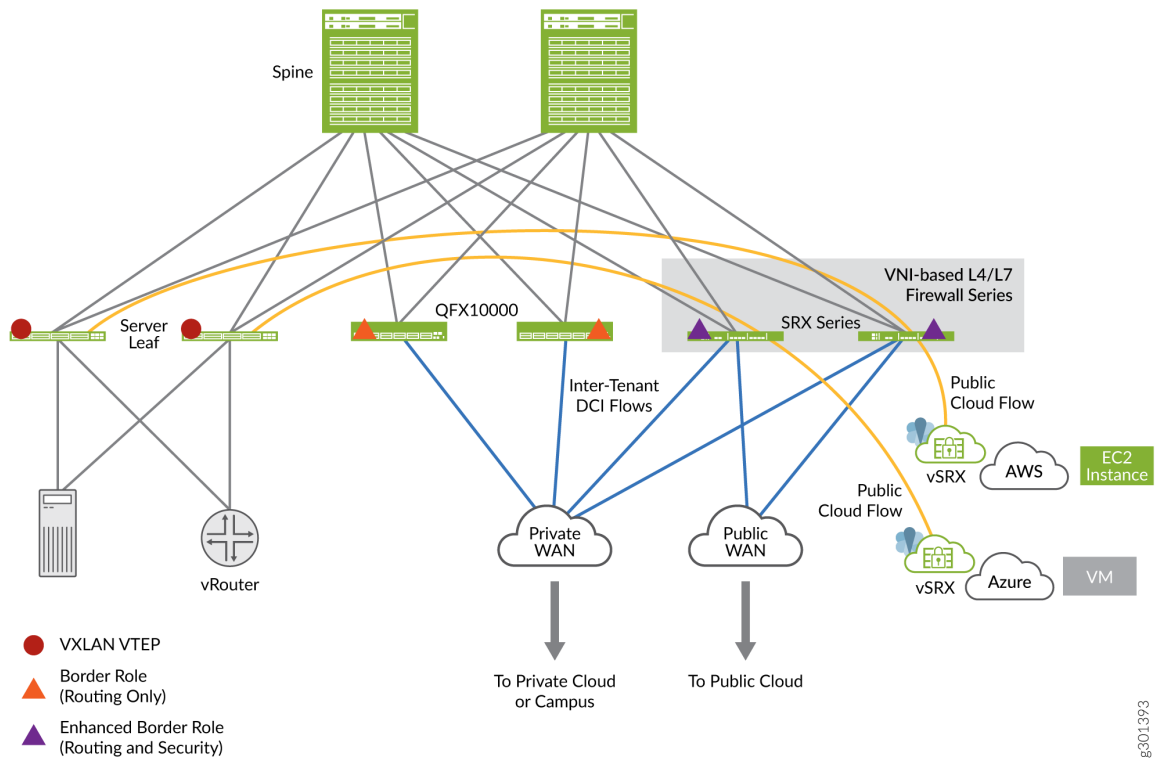 Spine
VNI-based L4/L7
Firewall Series
Server
Leaf
QFX10000
SRX Series
Inter-Tenant
DCI Flows
Public
Cloud Flow
vSRX
AWS
EC2
Instance
Public
Cloud Flow
vSRX
Azure
VM
Private
WAN
Public
WAN
vRouter
To Private Cloud
or Campus
To Public Cloud
VXLAN VTEP
Border Role
(Routing Only)
Enhanced Border Role
(Routing and Security)
g301393